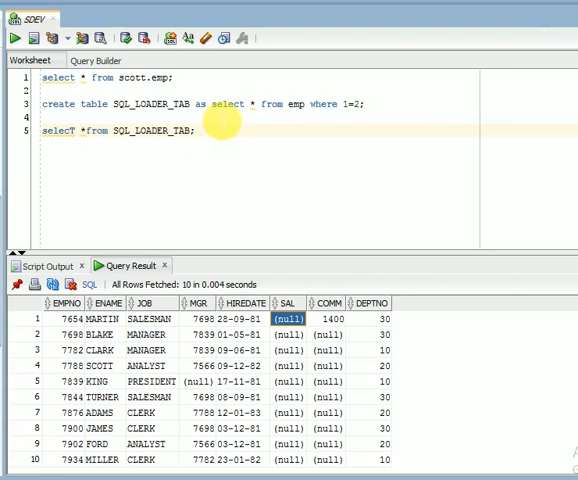 SDEV
Worksheet Query Builder
1 select * from scott.emp;
2
3 create table SQL_LOADER_TAB as select * from emp where 1=2;
4
5 selecT *from SQL_LOADER_TAB;
Script Output x Query Result x
SQL | All Rows Fetched: 10 in 0.004 seconds
EMPNO ENAME JOB MGR HIREDATE SAL COMM DEPTNO
1 7654 MARTIN SALESMAN 7698 28-09-81 (null) 1400 30
2 7698 BLAKE MANAGER 7839 01-05-81 (null) (null) 30
3 7782 CLARK MANAGER 7839 09-06-81 (null) (null) 10
4 7788 SCOTT ANALYST 7566 09-12-82 (null) (null) 20
5 7839 KING PRESIDENT (null) 17-11-81 (null) (null) 10
6 7844 TURNER SALESMAN 7698 08-09-81 (null) (null) 30
7 7876 ADAMS CLERK 7788 12-01-83 (null) (null) 20
8 7900 JAMES CLERK 7698 03-12-81 (null) (null) 30
9 7902 FORD ANALYST 7566 03-12-81 (null) (null) 20
10 7934 MILLER CLERK 7782 23-01-82 (null) (null) 10